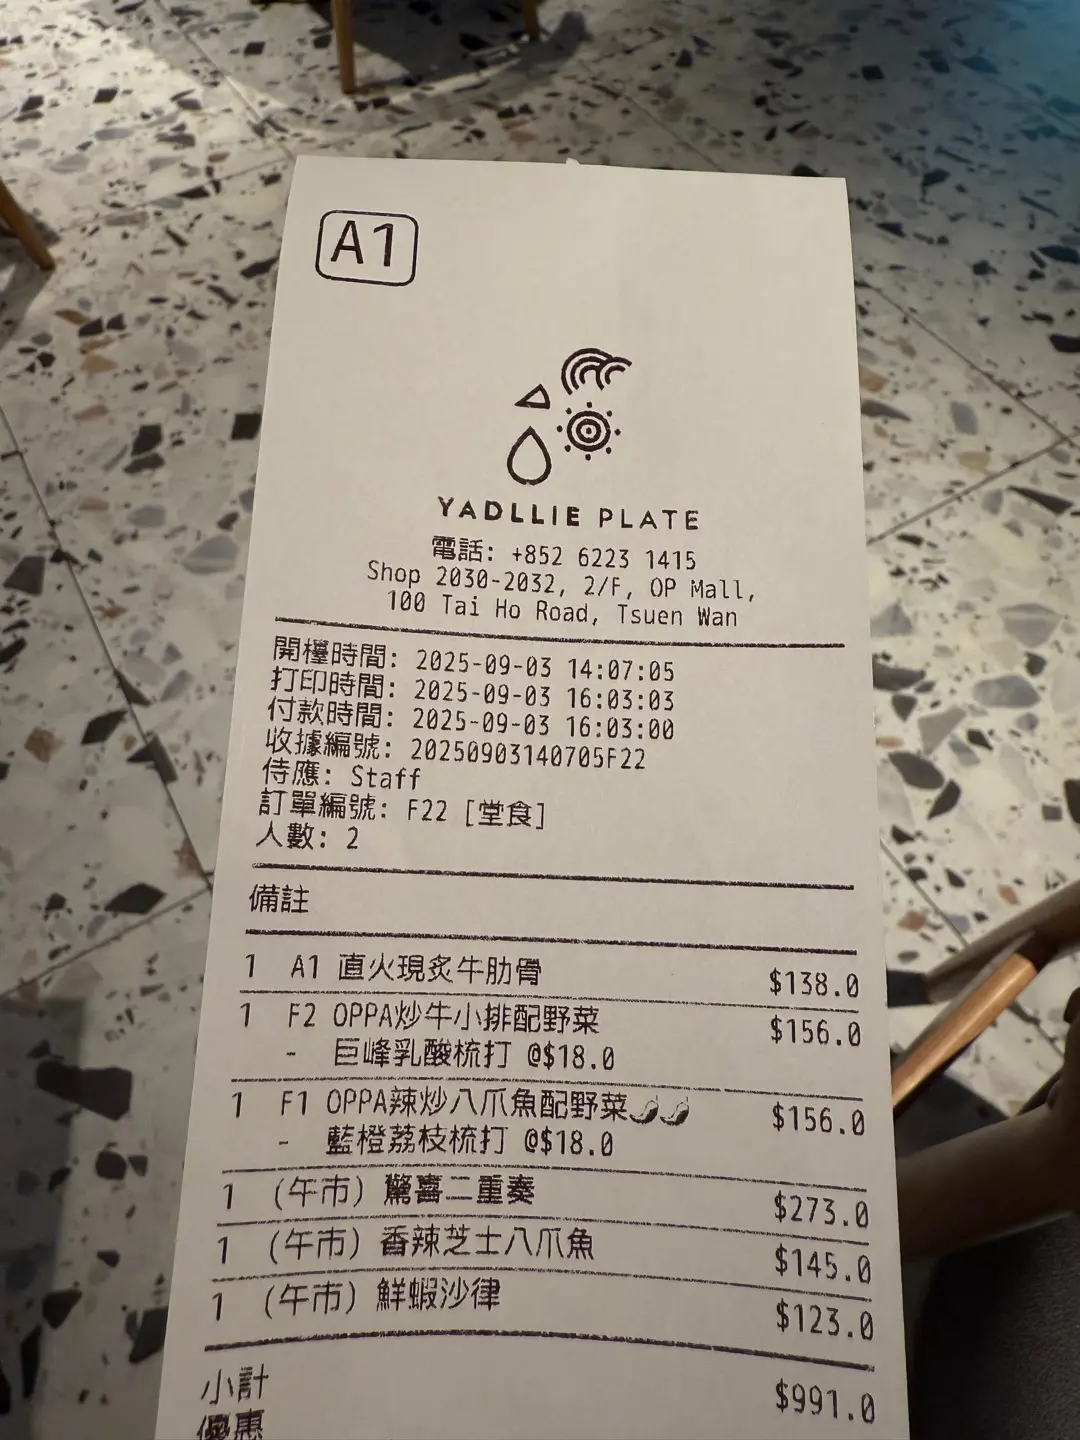 A1
YADLLIE PLATE
電話: +852 6223 1415
Shop 2030-2032, 2/F, OP Mall,
100 Tai Ho Road, Tsuen Wan
開檯時間: 2025-09-03 14:07:05
打印時間: 2025-09-03 16:03:03
付款時間: 2025-09-03 16:03:00
收據編號: 20250903140705F22
侍應: Staff
訂單編號: F22 [堂食]
人數: 2
備註
1 A1 直火現炙牛肋骨 $138.0
1 F2 OPPA炒牛小排配野菜 $156.0
- 巨峰乳酸梳打 @$18.0
1 F1 OPPA辣炒八爪魚配野菜🌶🌶 $156.0
- 藍橙荔枝梳打 @$18.0
1 (午市) 驚喜二重奏 $273.0
1 (午市) 香辣芝士八爪魚 $145.0
1 (午市) 鮮蝦沙律 $123.0
小計 $991.0
優惠